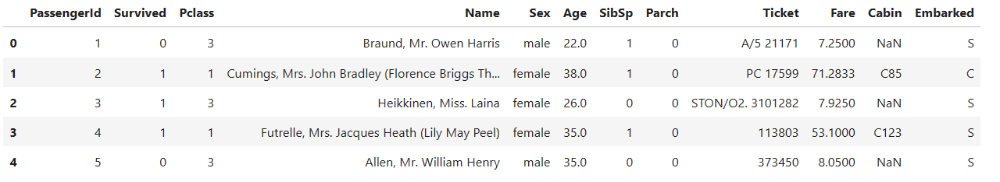 PassengerId Survived Pclass Name Sex Age SibSp Parch Ticket Fare Cabin Embarked
0 1 0 3 Braund, Mr. Owen Harris male 22.0 1 0 A/5 21171 7.2500 NaN S
1 2 1 1 Cumings, Mrs. John Bradley (Florence Briggs Th... female 38.0 1 0 PC 17599 71.2833 C85 C
2 3 1 3 Heikkinen, Miss. Laina female 26.0 0 0 STON/O2. 3101282 7.9250 NaN S
3 4 1 1 Futrelle, Mrs. Jacques Heath (Lily May Peel) female 35.0 1 0 113803 53.1000 C123 S
4 5 0 3 Allen, Mr. William Henry male 35.0 0 0 373450 8.0500 NaN S